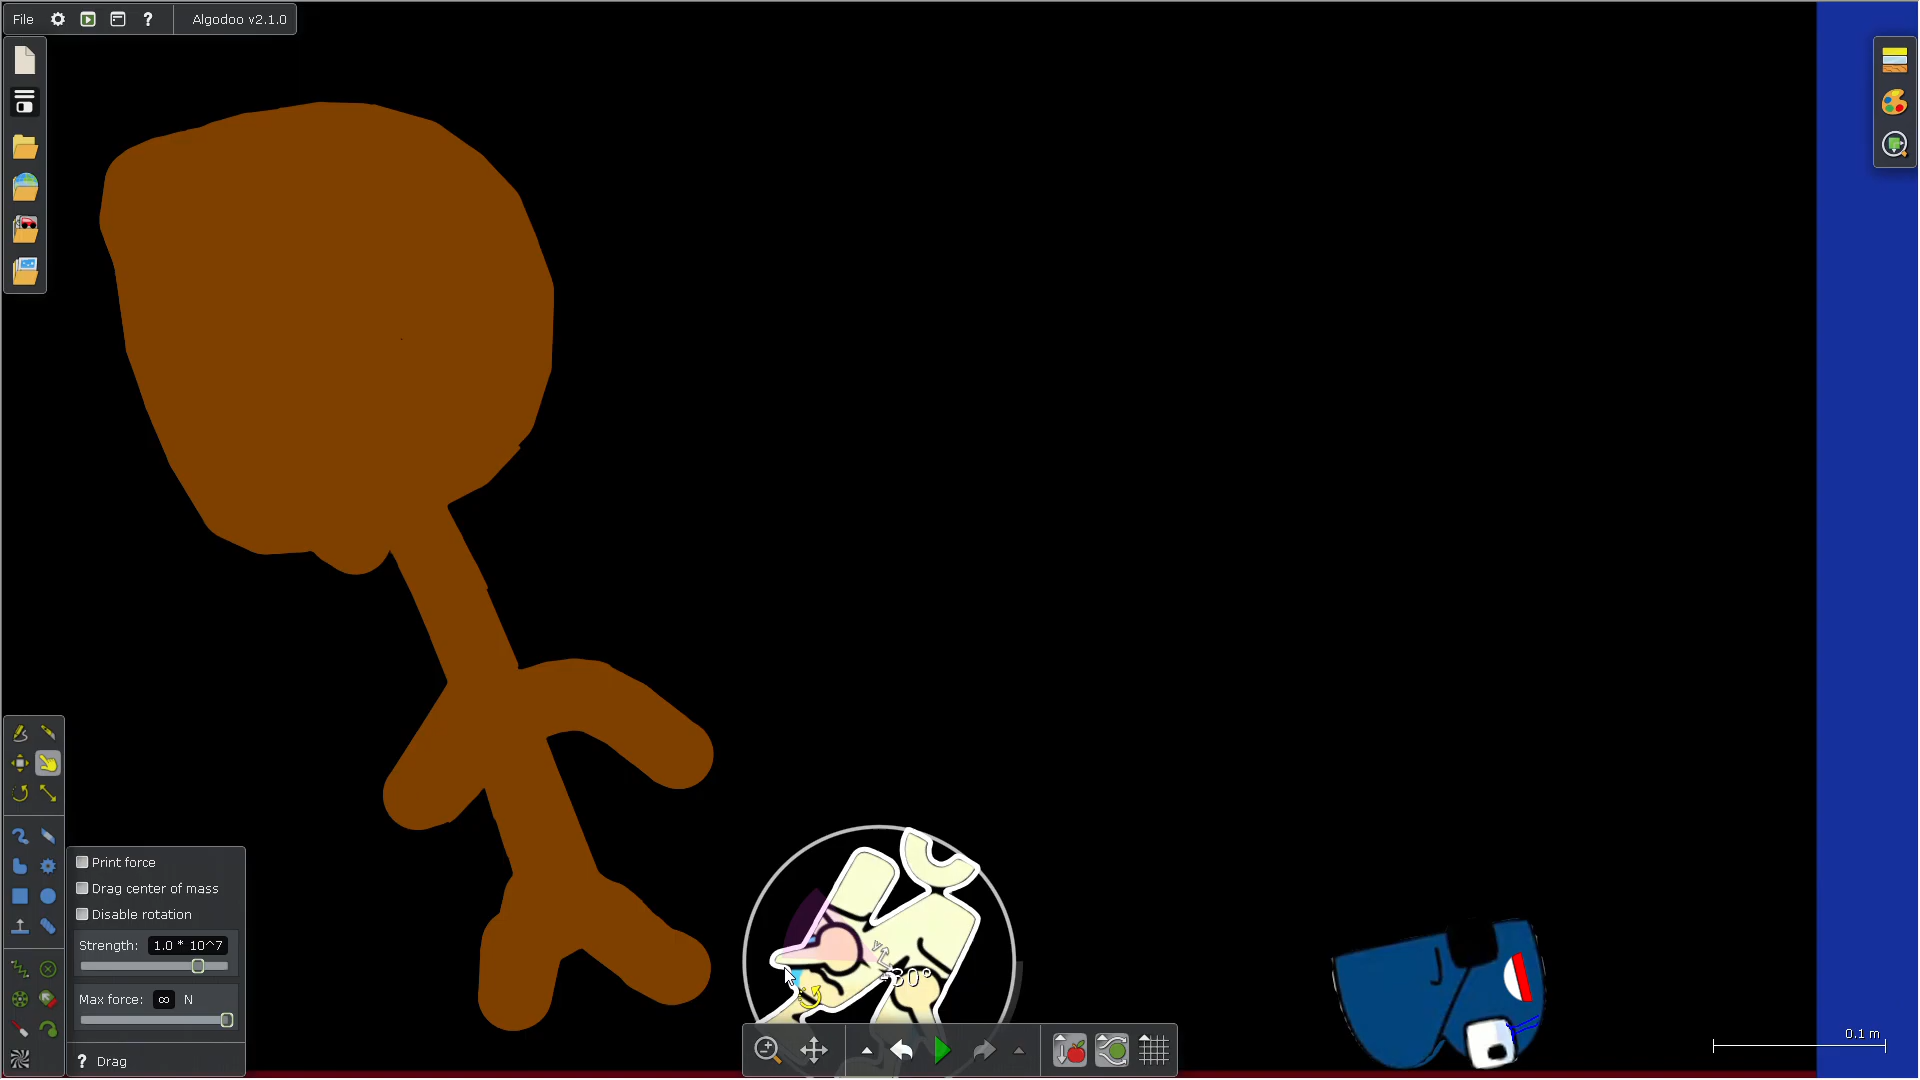 File ? Algodoo v2.1.0
-30°
Print force
Drag center of mass
Disable rotation
Strength: 1.0 * 10^7
Max force: ∞ N
? Drag
0.1 m